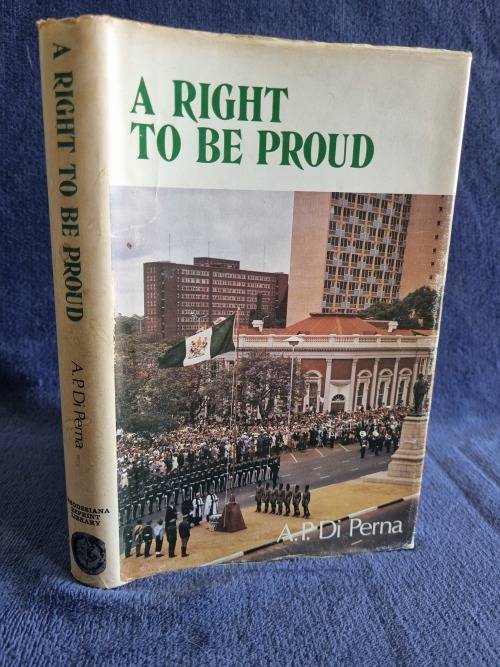 A RIGHT
TO BE PROUD
A.P. Di Perna
A RIGHT TO BE PROUD
A.P. Di Perna
RHODESIANA
REPRINT
LIBRARY